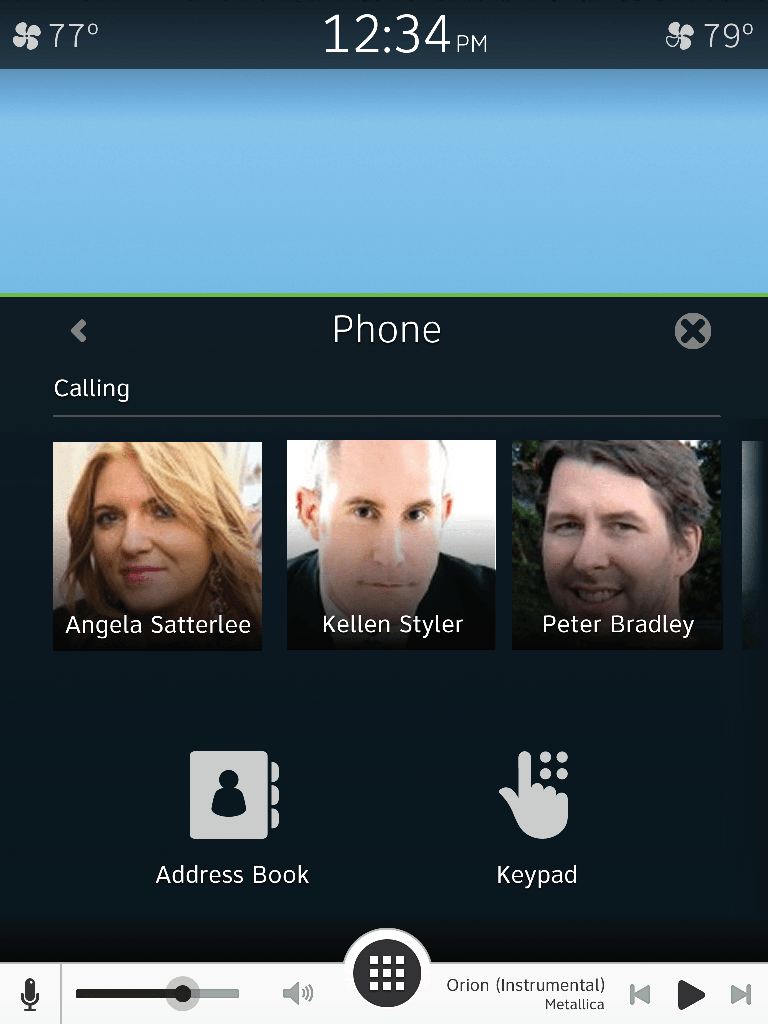 77°
12:34 PM
79°
Phone
Calling
Angela Satterlee
Kellen Styler
Peter Bradley
Address Book
Keypad
Orion (Instrumental)
Metallica